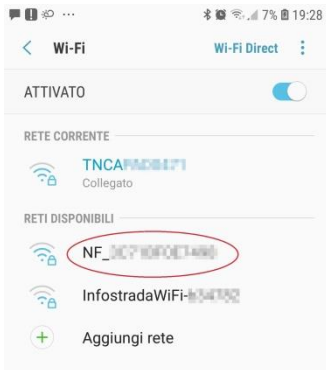 7% 19:28
Wi-Fi Wi-Fi Direct
ATTIVATO
RETE CORRENTE
TNCA
Collegato
RETI DISPONIBILI
NF_
InfostradaWiFi-
Aggiungi rete